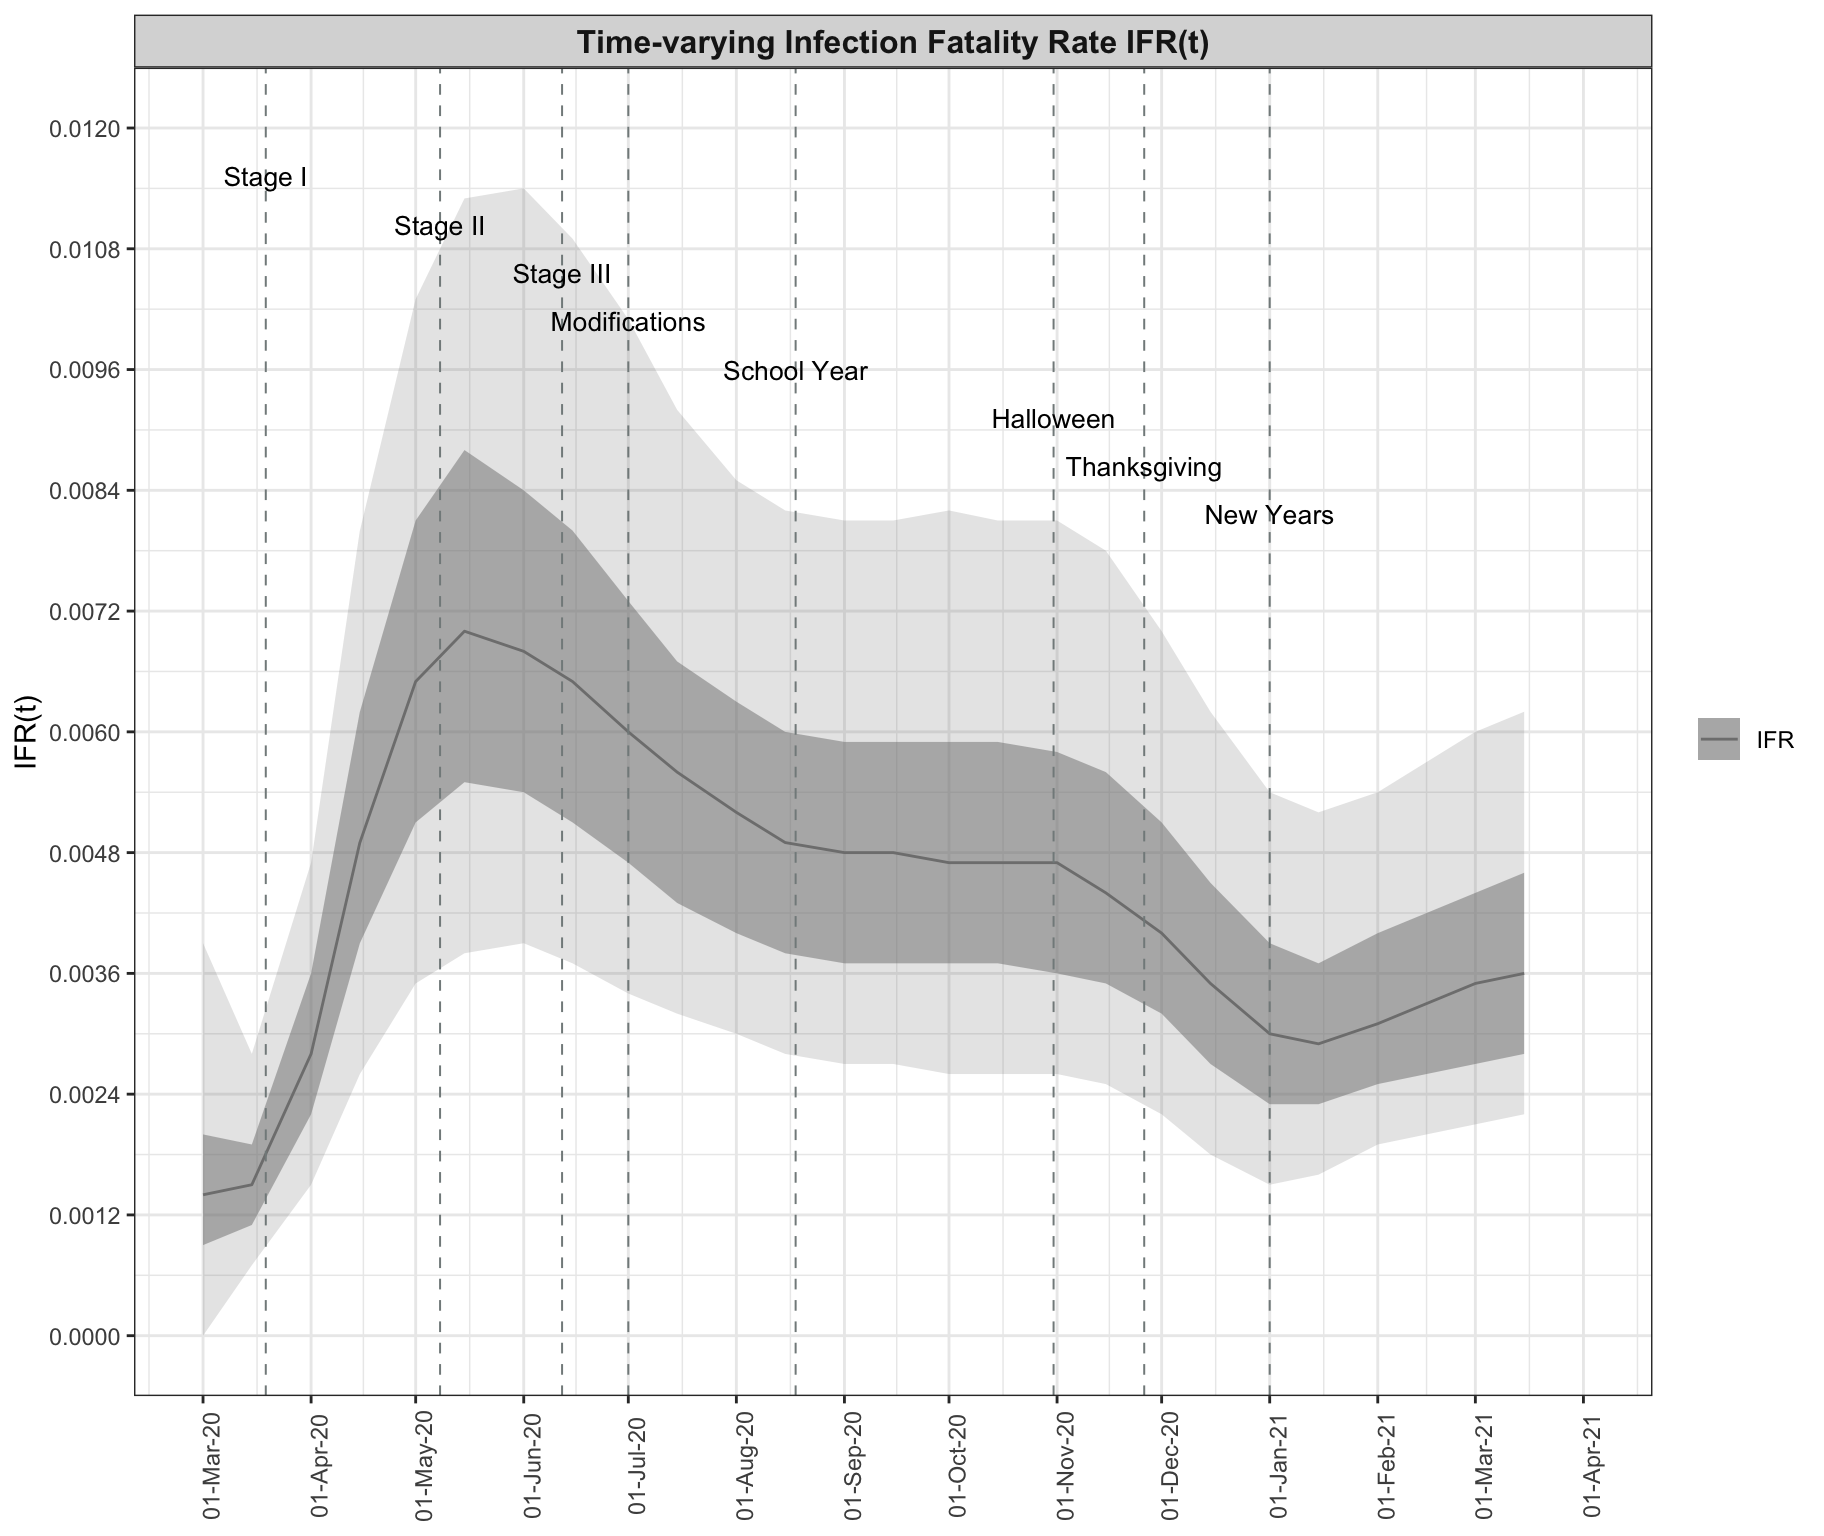 Time-varying Infection Fatality Rate IFR(t)
0.0120
Stage I
Stage II
0.0108
Stage III
Modifications
0.0096
School Year
Halloween
Thanksgiving
0.0084
New Years
0.0072
IFR(t)
0.0060
IFR
0.0048
0.0036
0.0024
0.0012
0.0000
01-Mar-20
01-Apr-20
01-May-20
01-Jun-20
01-Jul-20
01-Aug-20
01-Sep-20
01-Oct-20
01-Nov-20
01-Dec-20
01-Jan-21
01-Feb-21
01-Mar-21
01-Apr-21